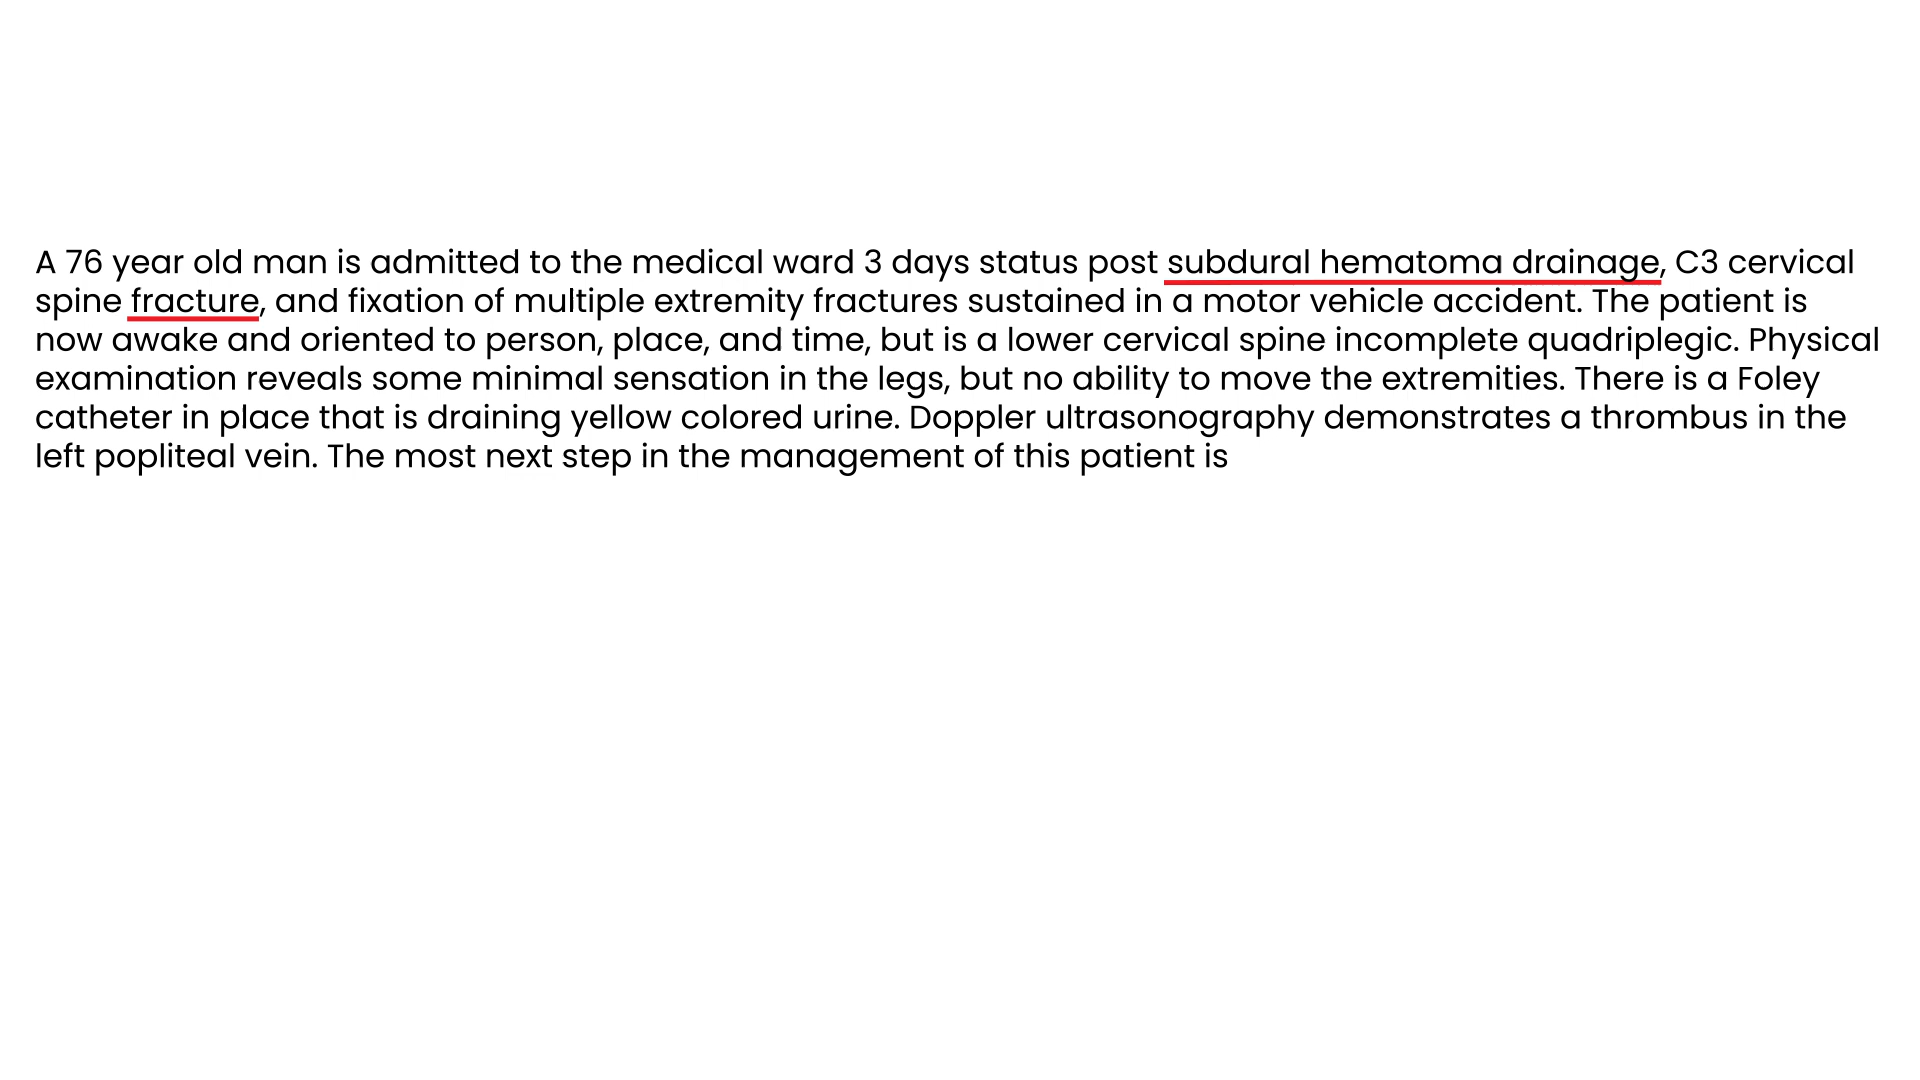 A 76 year old man is admitted to the medical ward 3 days status post subdural hematoma drainage, C3 cervical
spine fracture, and fixation of multiple extremity fractures sustained in a motor vehicle accident. The patient is
now awake and oriented to person, place, and time, but is a lower cervical spine incomplete quadriplegic. Physical
examination reveals some minimal sensation in the legs, but no ability to move the extremities. There is a Foley
catheter in place that is draining yellow colored urine. Doppler ultrasonography demonstrates a thrombus in the
left popliteal vein. The most next step in the management of this patient is